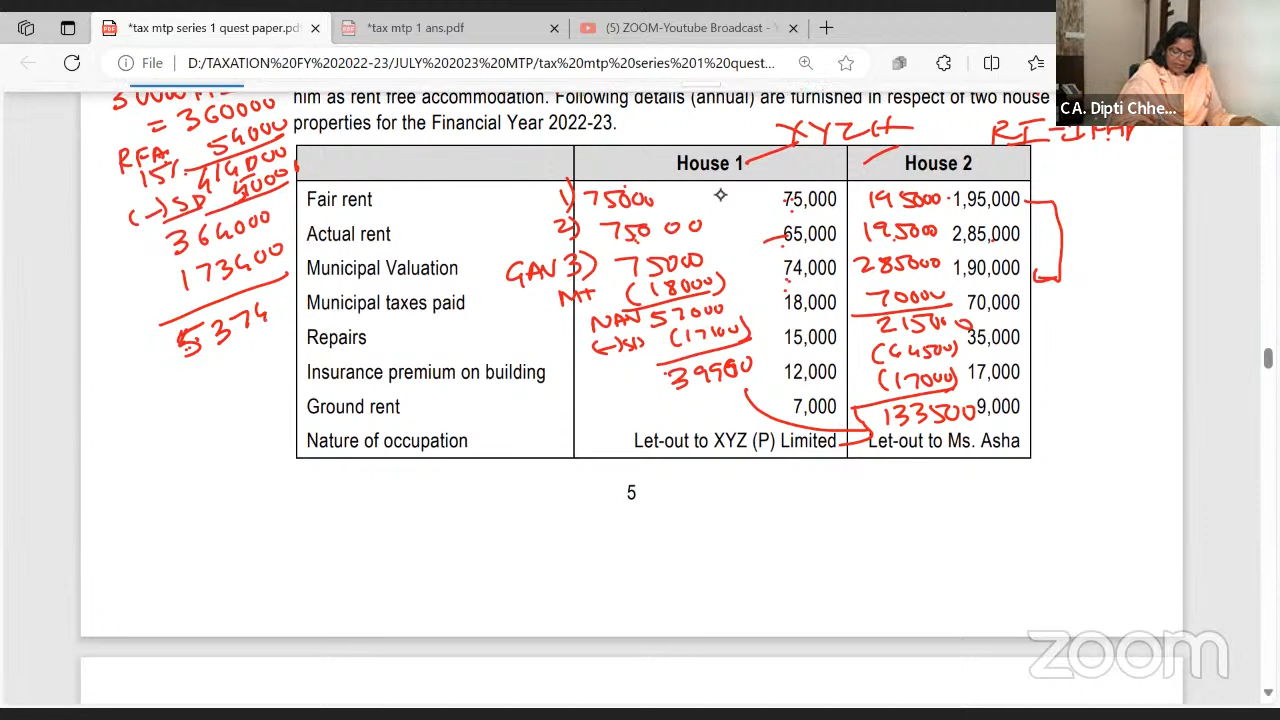 *tax mtp series 1 quest paper.pdf
*tax mtp 1 ans.pdf
(5) ZOOM-Youtube Broadcast -
File
D:/TAXATION%20FY%202022-23/JULY%202023%20MTP/tax%20mtp%20series%201%20quest...
CA. Dipti Chhe...
= 360000
54000
RFA
15%
414000
(-) SD
364000
173400
5374
him as rent free accommodation. Following details (annual) are furnished in respect of two house
properties for the Financial Year 2022-23.
XYZH
House 1 House 2
Fair rent 1) 75000 75,000 195000 1,95,000
Actual rent 2) 75000 65,000 195000 2,85,000
Municipal Valuation GAV 3) 75000 74,000 285000 1,90,000
Municipal taxes paid MT (18000) 18,000 70000 70,000
NAV 57000 215000
Repairs (-) SD (17100) 15,000 (64500) 35,000
Insurance premium on building 39900 12,000 (17000) 17,000
Ground rent 7,000 133500 9,000
Nature of occupation Let-out to XYZ (P) Limited Let-out to Ms. Asha
5
zoom